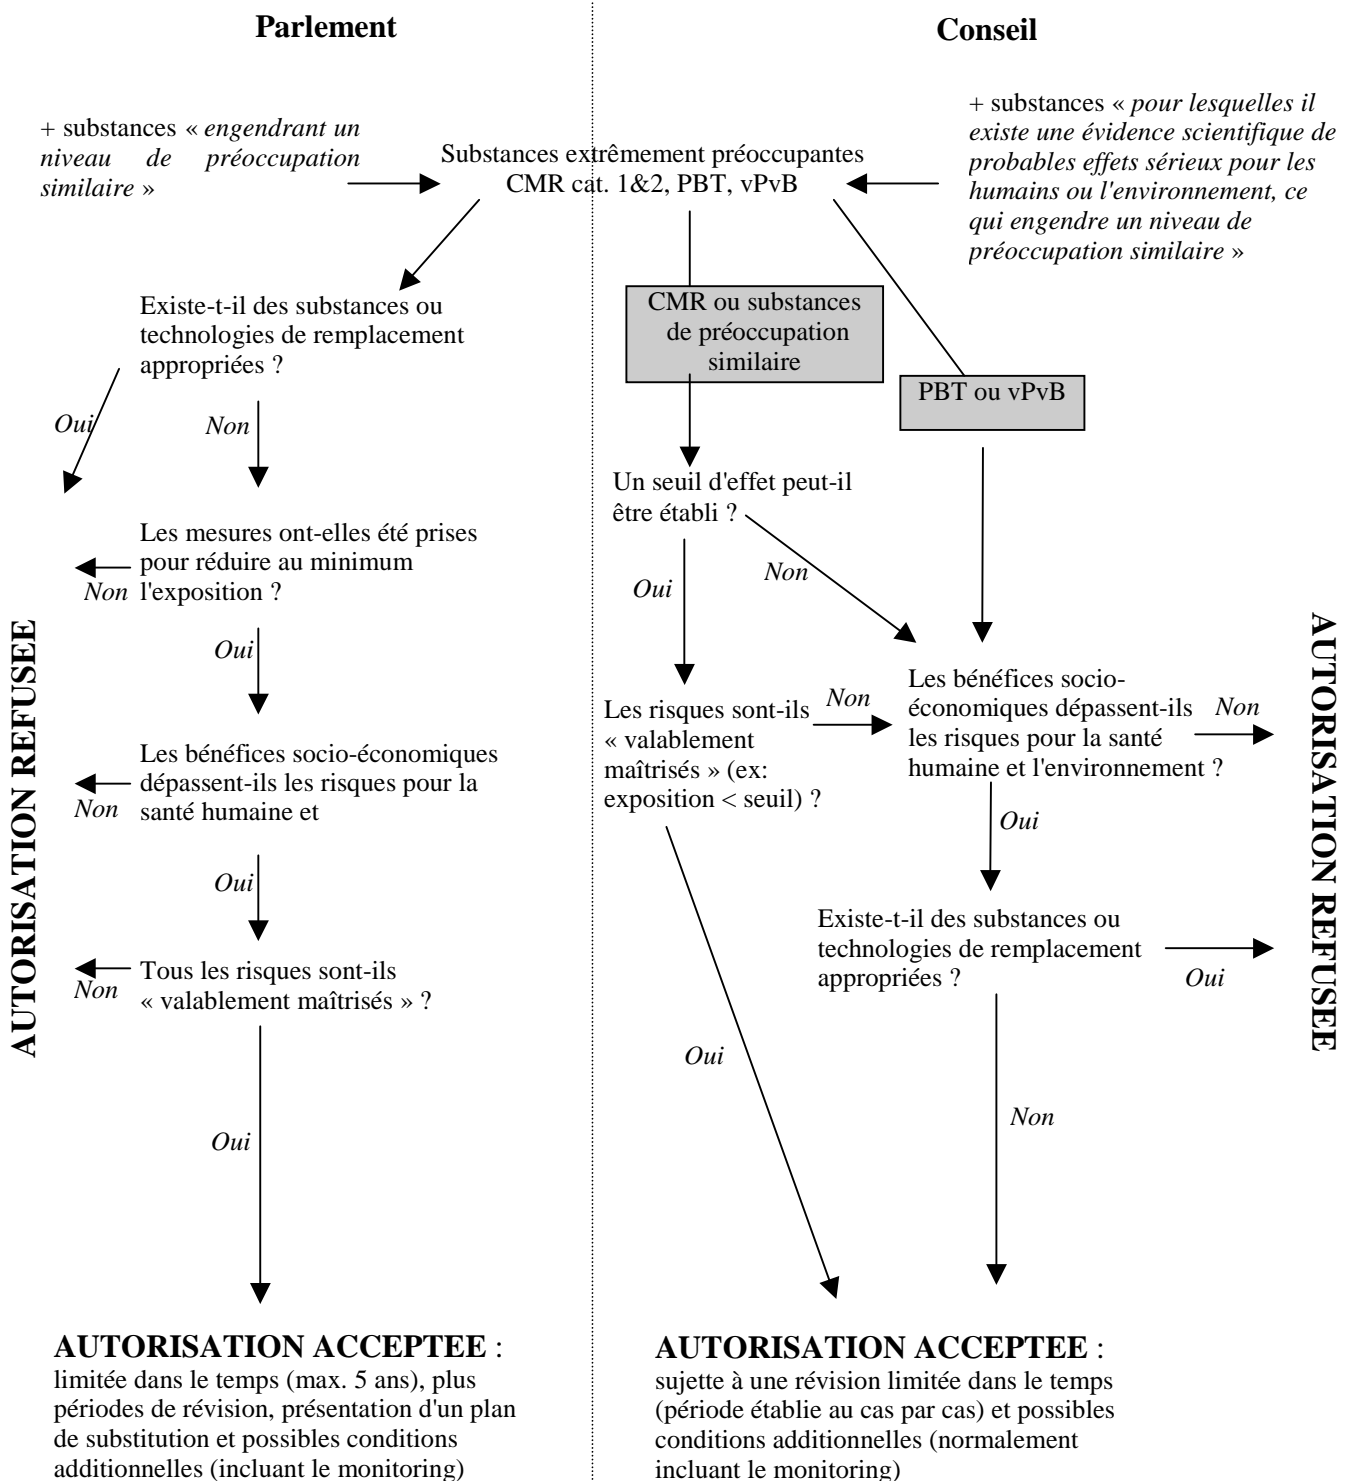 Parlement
Conseil
+ substances « engendrant un
niveau de préoccupation
similaire »
Substances extrêmement préoccupantes
CMR cat. 1&2, PBT, vPvB
+ substances « pour lesquelles il
existe une évidence scientifique de
probables effets sérieux pour les
humains ou l'environnement, ce
qui engendre un niveau de
préoccupation similaire »
Existe-t-il des substances ou
technologies de remplacement
appropriées ?
Oui
Non
Les mesures ont-elles été prises
pour réduire au minimum
l'exposition ?
Non
Oui
Les bénéfices socio-économiques
dépassent-ils les risques pour la
santé humaine et
Non
Oui
Tous les risques sont-ils
« valablement maîtrisés » ?
Non
Oui
AUTORISATION REFUSEE
AUTORISATION ACCEPTEE :
limitée dans le temps (max. 5 ans), plus
périodes de révision, présentation d'un plan
de substitution et possibles conditions
additionnelles (incluant le monitoring)
CMR ou substances
de préoccupation
similaire
PBT ou vPvB
Un seuil d'effet peut-il
être établi ?
Oui
Non
Les risques sont-ils
« valablement
maîtrisés » (ex:
exposition < seuil) ?
Non
Oui
Les bénéfices socio-
économiques dépassent-ils
les risques pour la santé
humaine et l'environnement ?
Non
Oui
Existe-t-il des substances ou
technologies de remplacement
appropriées ?
Oui
Non
AUTORISATION REFUSEE
AUTORISATION ACCEPTEE :
sujette à une révision limitée dans le temps
(période établie au cas par cas) et possibles
conditions additionnelles (normalement
incluant le monitoring)